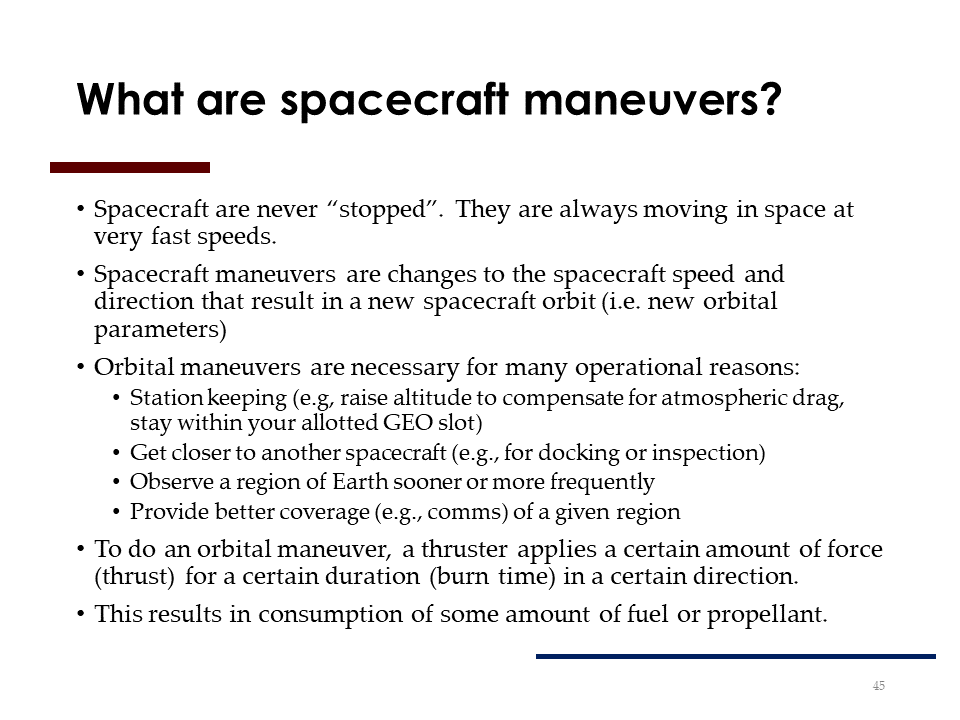 What are spacecraft maneuvers?
• Spacecraft are never “stopped”.  They are always moving in space at
very fast speeds.
• Spacecraft maneuvers are changes to the spacecraft speed and
direction that result in a new spacecraft orbit (i.e. new orbital
parameters)
• Orbital maneuvers are necessary for many operational reasons:
• Station keeping (e.g, raise altitude to compensate for atmospheric drag,
stay within your allotted GEO slot)
• Get closer to another spacecraft (e.g., for docking or inspection)
• Observe a region of Earth sooner or more frequently
• Provide better coverage (e.g., comms) of a given region
• To do an orbital maneuver, a thruster applies a certain amount of force
(thrust) for a certain duration (burn time) in a certain direction.
• This results in consumption of some amount of fuel or propellant.
45